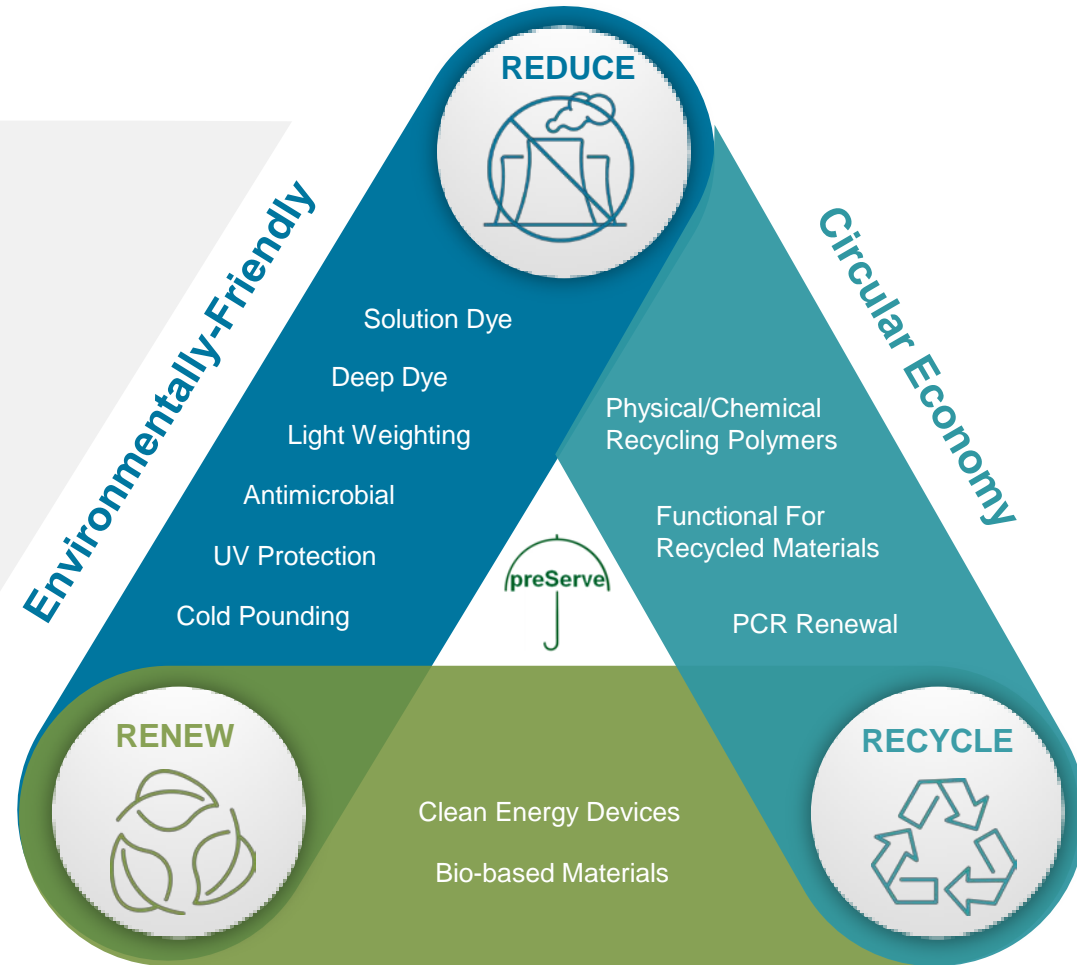 REDUCE
Environmentally-Friendly
Circular Economy
Solution Dye
Deep Dye
Light Weighting
Antimicrobial
UV Protection
Cold Pounding
Physical/Chemical
Recycling Polymers
Functional For
Recycled Materials
PCR Renewal
preServe
RENEW
RECYCLE
Clean Energy Devices
Bio-based Materials